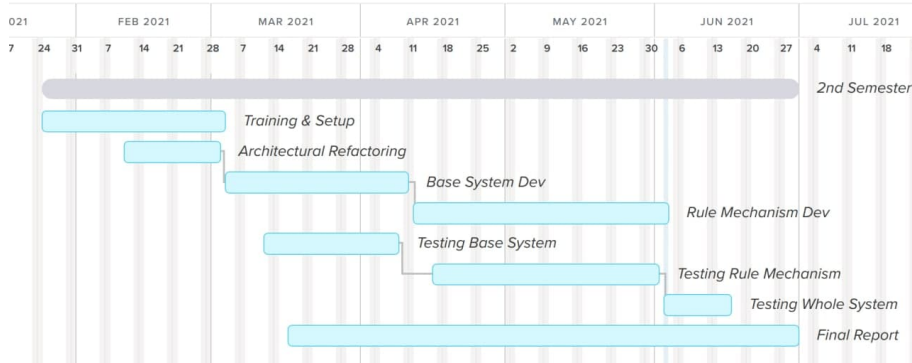 021 FEB 2021 MAR 2021 APR 2021 MAY 2021 JUN 2021 JUL 2021
7 24 31 7 14 21 28 7 14 21 28 4 11 18 25 2 9 16 23 30 6 13 20 27 4 11 18
2nd Semester
Training & Setup
Architectural Refactoring
Base System Dev
Rule Mechanism Dev
Testing Base System
Testing Rule Mechanism
Testing Whole System
Final Report